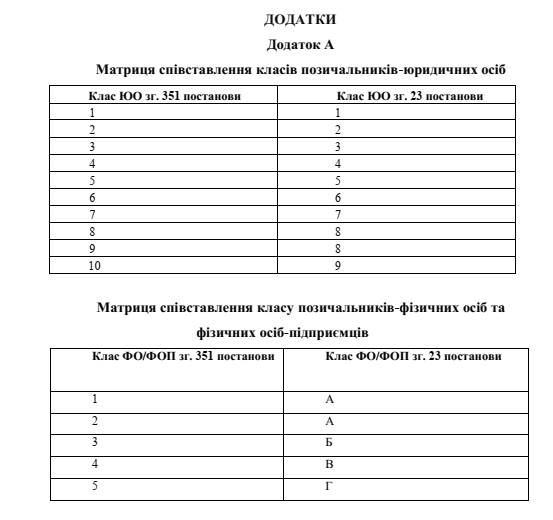 ДОДАТКИ
Додаток А
Матриця співставлення класів позичальників-юридичних осіб
Клас ЮО зг. 351 постанови Клас ЮО зг. 23 постанови
1 1
2 2
3 3
4 4
5 5
6 6
7 7
8 8
9 8
10 9
Матриця співставлення класу позичальників-фізичних осіб та
фізичних осіб-підприємців
Клас ФО/ФОП зг. 351 постанови Клас ФО/ФОП зг. 23 постанови
1 А
2 А
3 Б
4 В
5 Г